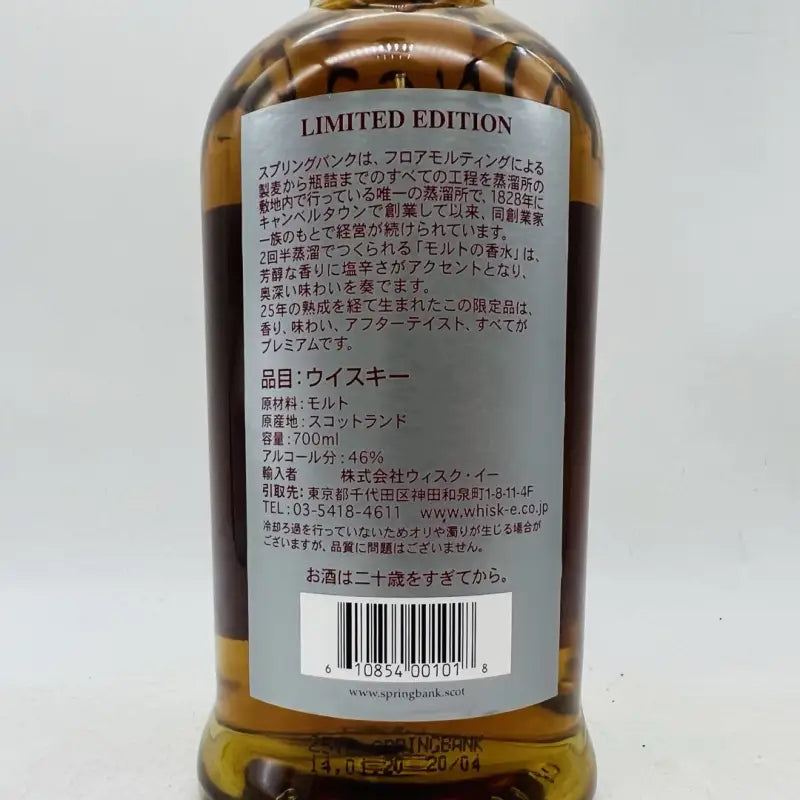 LIMITED EDITION
スプリングバンクは、フロアモルティングによる
製麦から瓶詰までのすべての工程を蒸溜所の
敷地内で行っている唯一の蒸溜所で、1828年に
キャンベルタウンで創業して以来、同創業家
一族のもとで経営が続けられています。
2回半蒸溜でつくられる「モルトの香水」は、
芳醇な香りに塩辛さがアクセントとなり、
奥深い味わいを奏でます。
25年の熟成を経て生まれたこの限定品は、
香り、味わい、アフターテイスト、すべてが
プレミアムです。
品目：ウイスキー
原材料：モルト
原産地：スコットランド
容量：700ml
アルコール分：46%
輸入者 株式会社ウィスク・イー
引取先：東京都千代田区神田和泉町1-8-11-4F
TEL：03-5418-4611 www.whisk-e.co.jp
冷却ろ過を行っていないためオリや濁りが生じる場合が
ございますが、品質に問題はございません。
お酒は二十歳をすぎてから。
6 10854 00101 8
www.springbank.scot
SPRINGBANK
14.01.20 20/04